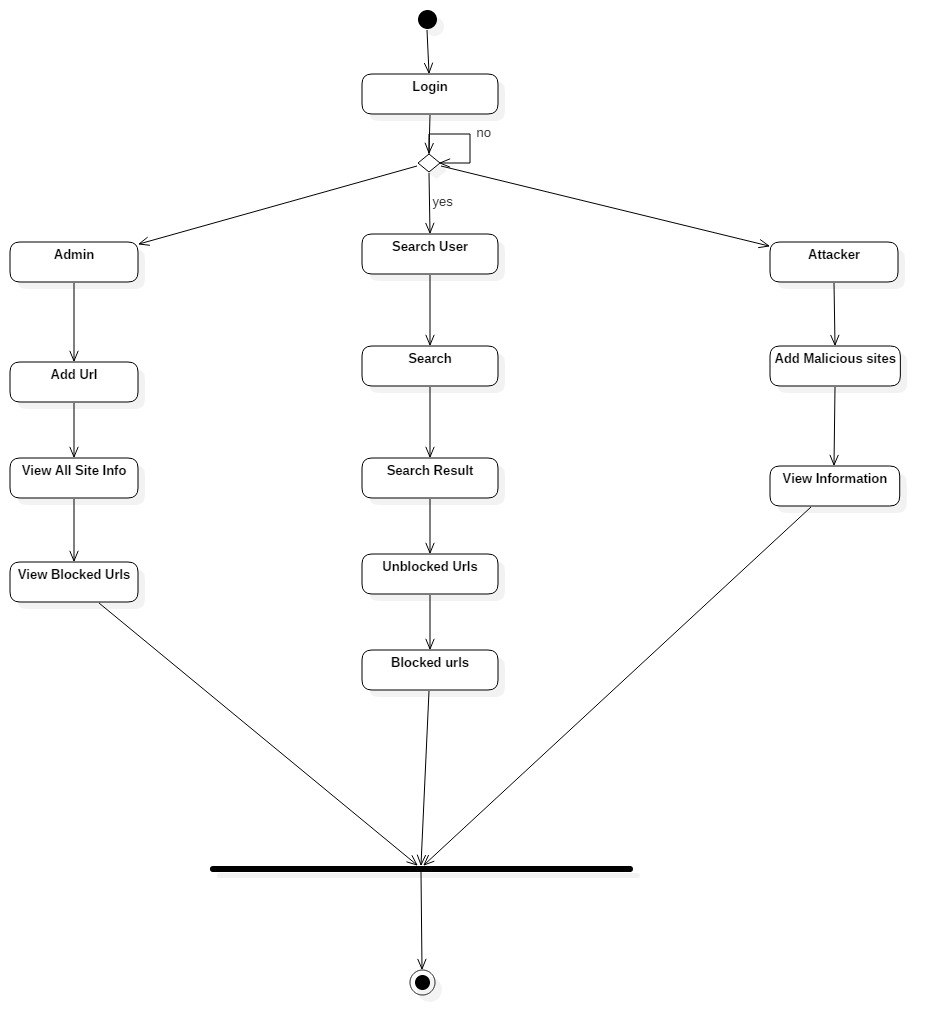 Login
no
yes
Admin
Search User
Attacker
Add Url
Search
Add Malicious sites
View All Site Info
Search Result
View Information
View Blocked Urls
Unblocked Urls
Blocked urls